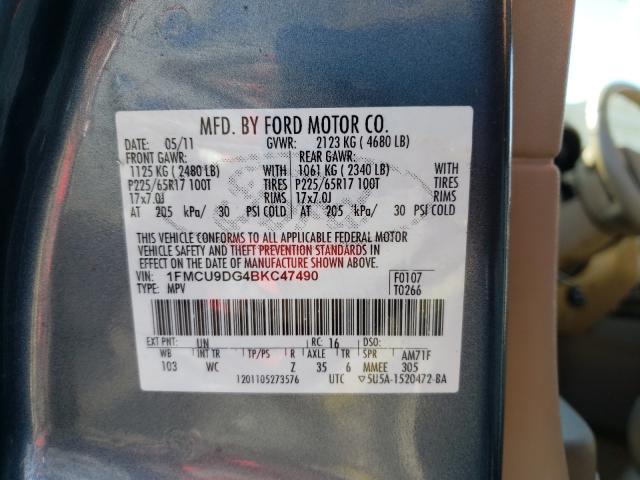 MFD. BY FORD MOTOR CO.
DATE: 05/11 GVWR: 2123 KG ( 4680 LB)
FRONT GAWR: REAR GAWR:
1125 KG ( 2480 LB) WITH 1061 KG ( 2340 LB) WITH
P225/65R17 100T TIRES P225/65R17 100T TIRES
17x7.0J RIMS 17x7.0J RIMS
AT 205 kPa/ 30 PSI COLD AT 205 kPa/ 30 PSI COLD
THIS VEHICLE CONFORMS TO ALL APPLICABLE FEDERAL MOTOR
VEHICLE SAFETY AND THEFT PREVENTION STANDARDS IN
EFFECT ON THE DATE OF MANUFACTURE SHOWN ABOVE.
VIN: 1FMCU9DG4BKC47490 F0107
TYPE: MPV T0266
EXT PNT: UN RC: 16 DSO:
WB INT TR TP/PS R AXLE TR SPR AM71F
103 WC Z 35 6 MMEE 305
1201105273576 UTC ▽5U5A-1520472-BA